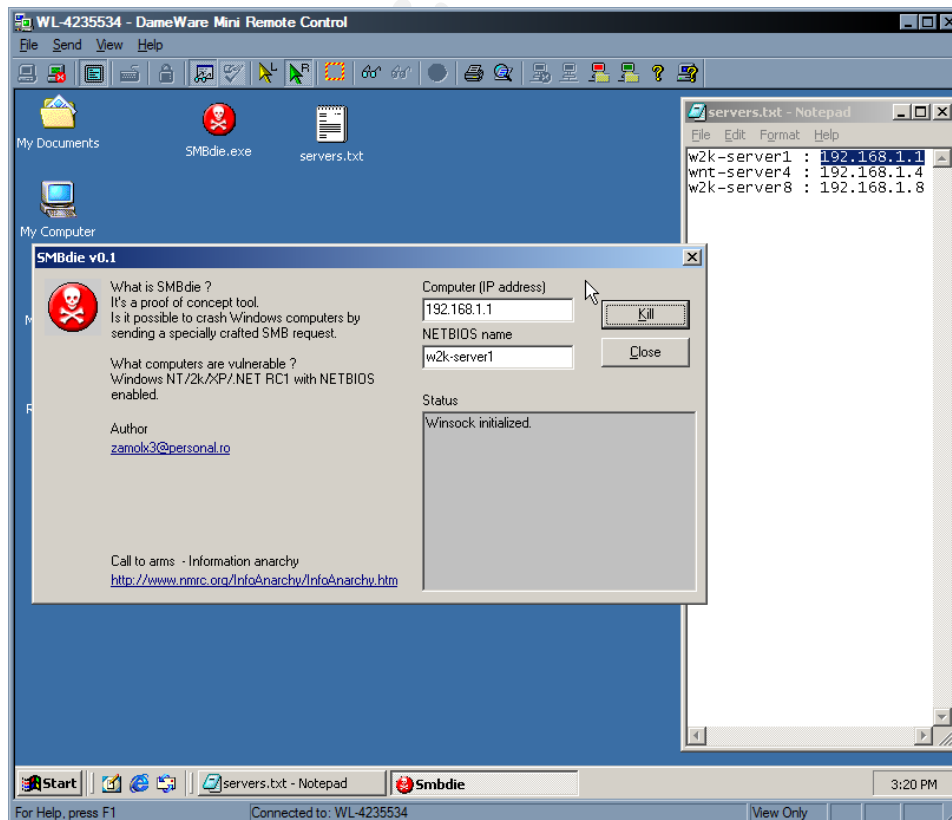 WL-4235534 - DameWare Mini Remote Control
File Send View Help
My Documents
SMBdie.exe
servers.txt
My Computer
servers.txt - Notepad
File Edit Format Help
w2k-server1 : 192.168.1.1
wnt-server4 : 192.168.1.4
w2k-server8 : 192.168.1.8
SMBdie v0.1
What is SMBdie ?
It's a proof of concept tool.
Is it possible to crash Windows computers by
sending a specially crafted SMB request.
What computers are vulnerable ?
Windows NT/2k/XP/.NET RC1 with NETBIOS
enabled.
Author
zamolx3@personal.ro
Call to arms - Information anarchy
http://www.nmrc.org/InfoAnarchy/InfoAnarchy.htm
Computer (IP address)
192.168.1.1
NETBIOS name
w2k-server1
Kill
Close
Status
Winsock initialized.
Start
servers.txt - Notepad
Smbdie
3:20 PM
For Help, press F1
Connected to: WL-4235534
View Only